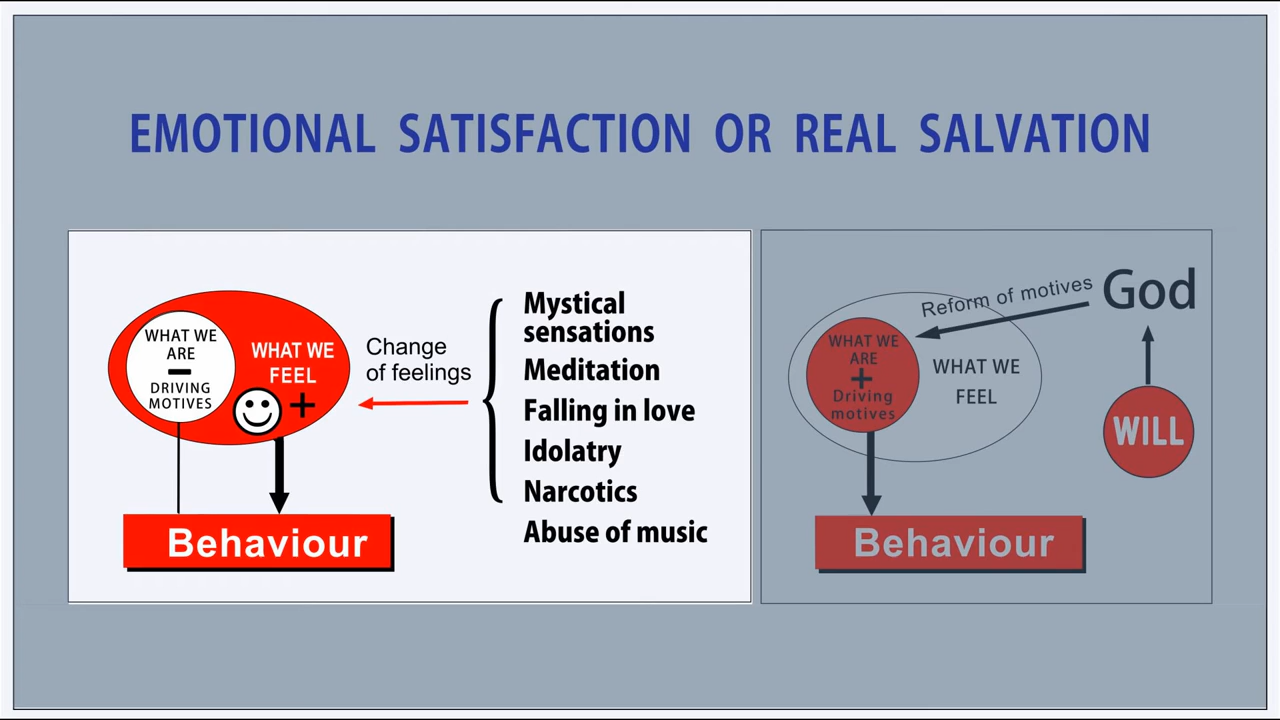 EMOTIONAL SATISFACTION OR REAL SALVATION
WHAT WE
ARE
DRIVING
MOTIVES
WHAT WE
FEEL
+
Behaviour
Change
of feelings
Mystical
sensations
Meditation
Falling in love
Idolatry
Narcotics
Abuse of music
WHAT WE
ARE
+
Driving
motives
WHAT WE
FEEL
Behaviour
Reform of motives
God
WILL